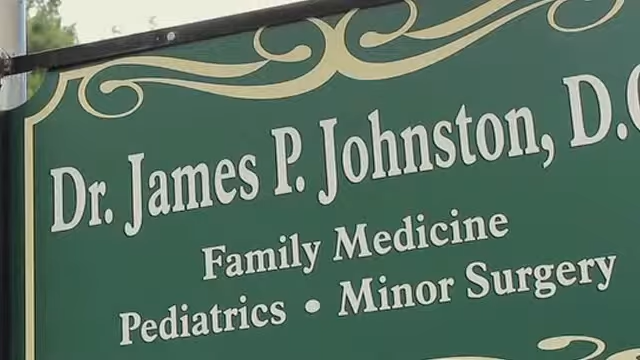 Dr. James P. Johnston, D.O
Family Medicine
Pediatrics • Minor Surgery